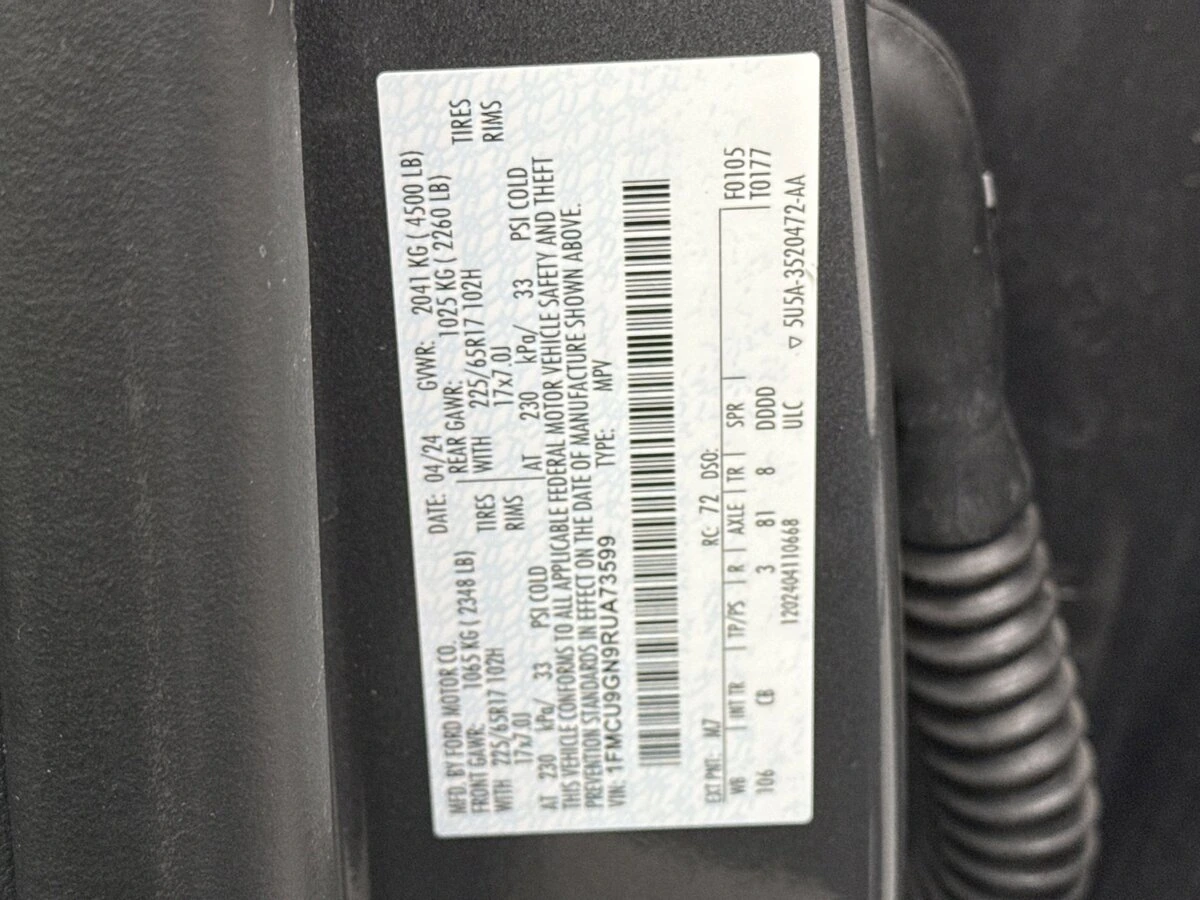 MFD. BY FORD MOTOR CO.
DATE: 04/24 GVWR: 2041 KG ( 4500 LB)
FRONT GAWR: 1065 KG ( 2348 LB) REAR GAWR: 1025 KG ( 2260 LB)
WITH 225/65R17 102H TIRES WITH 225/65R17 102H TIRES
17x7.0J RIMS 17x7.0J RIMS
AT 230 kPa/ 33 PSI COLD AT 230 kPa/ 33 PSI COLD
THIS VEHICLE CONFORMS TO ALL APPLICABLE FEDERAL MOTOR VEHICLE SAFETY AND THEFT
PREVENTION STANDARDS IN EFFECT ON THE DATE OF MANUFACTURE SHOWN ABOVE.
VIN: 1FMCU9GN9RUA73599 TYPE: MPV
EXT PNT: M7 RC: 72 DSO: F0105
WB INT TR TP/PS R AXLE TR SPR T0177
106 CB 3 81 8 DDDD
1202404110668 ULC ▽ 5U5A-3520472-AA